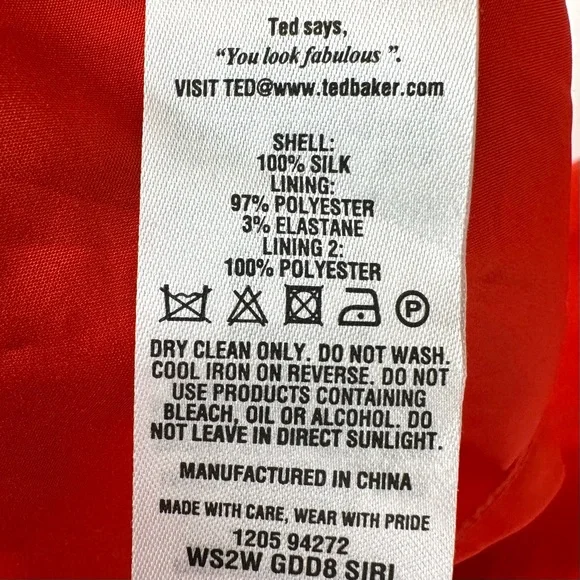 Ted says,
“You look fabulous ”.
VISIT TED@www.tedbaker.com
SHELL:
100% SILK
LINING:
97% POLYESTER
3% ELASTANE
LINING 2:
100% POLYESTER
P
DRY CLEAN ONLY. DO NOT WASH.
COOL IRON ON REVERSE. DO NOT
USE PRODUCTS CONTAINING
BLEACH, OIL OR ALCOHOL. DO
NOT LEAVE IN DIRECT SUNLIGHT.
MANUFACTURED IN CHINA
MADE WITH CARE, WEAR WITH PRIDE
1205 94272
WS2W GDD8 SIRI